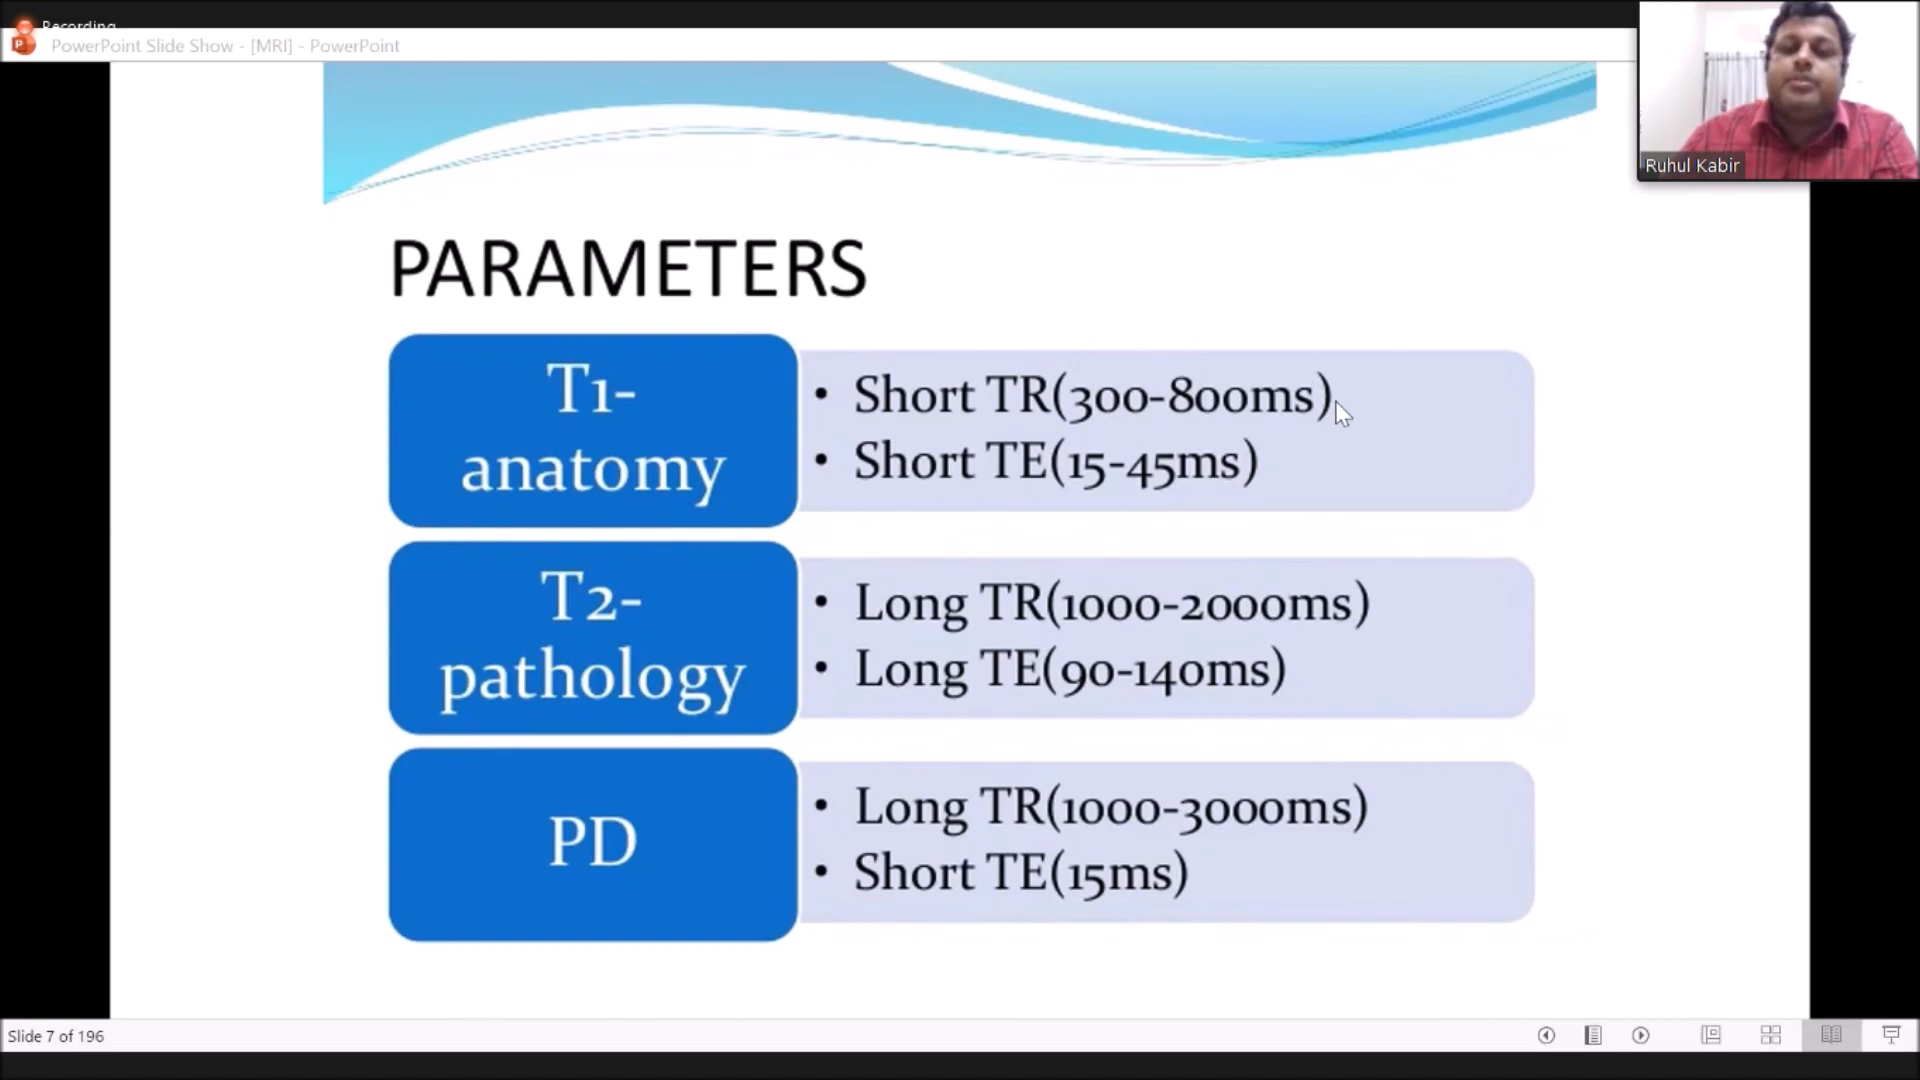 Recording
PowerPoint Slide Show - [MRI] - PowerPoint
Ruhul Kabir
PARAMETERS
T1-
anatomy
• Short TR(300-800ms)
• Short TE(15-45ms)
T2-
pathology
• Long TR(1000-2000ms)
• Long TE(90-140ms)
PD
• Long TR(1000-3000ms)
• Short TE(15ms)
Slide 7 of 196